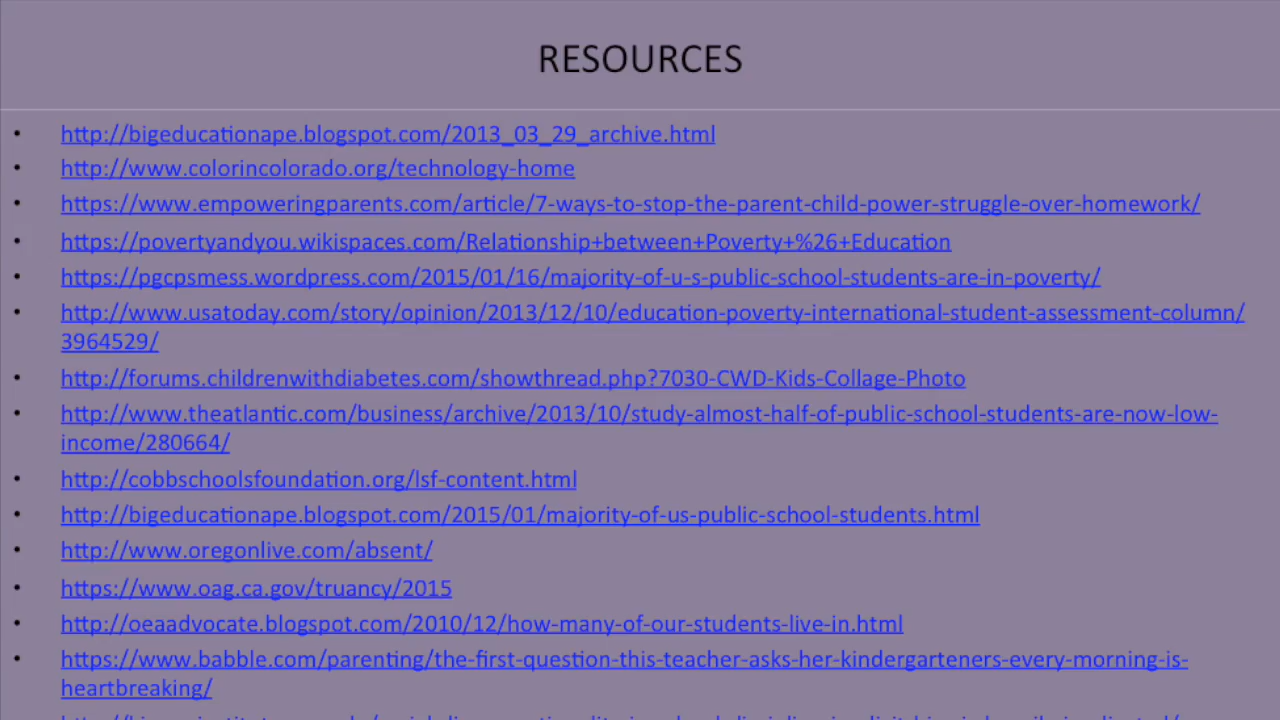 RESOURCES
• http://bigeducationape.blogspot.com/2013_03_29_archive.html
• http://www.colorincolorado.org/technology-home
• https://www.empoweringparents.com/article/7-ways-to-stop-the-parent-child-power-struggle-over-homework/
• https://povertyandyou.wikispaces.com/Relationship+between+Poverty+%26+Education
• https://pgcpsmess.wordpress.com/2015/01/16/majority-of-u-s-public-school-students-are-in-poverty/
• http://www.usatoday.com/story/opinion/2013/12/10/education-poverty-international-student-assessment-column/
3964529/
• http://forums.childrenwithdiabetes.com/showthread.php?7030-CWD-Kids-Collage-Photo
• http://www.theatlantic.com/business/archive/2013/10/study-almost-half-of-public-school-students-are-now-low-
income/280664/
• http://cobbschoolsfoundation.org/lsf-content.html
• http://bigeducationape.blogspot.com/2015/01/majority-of-us-public-school-students.html
• http://www.oregonlive.com/absent/
• https://www.oag.ca.gov/truancy/2015
• http://oeaadvocate.blogspot.com/2010/12/how-many-of-our-students-live-in.html
• https://www.babble.com/parenting/the-first-question-this-teacher-asks-her-kindergarteners-every-morning-is-
heartbreaking/